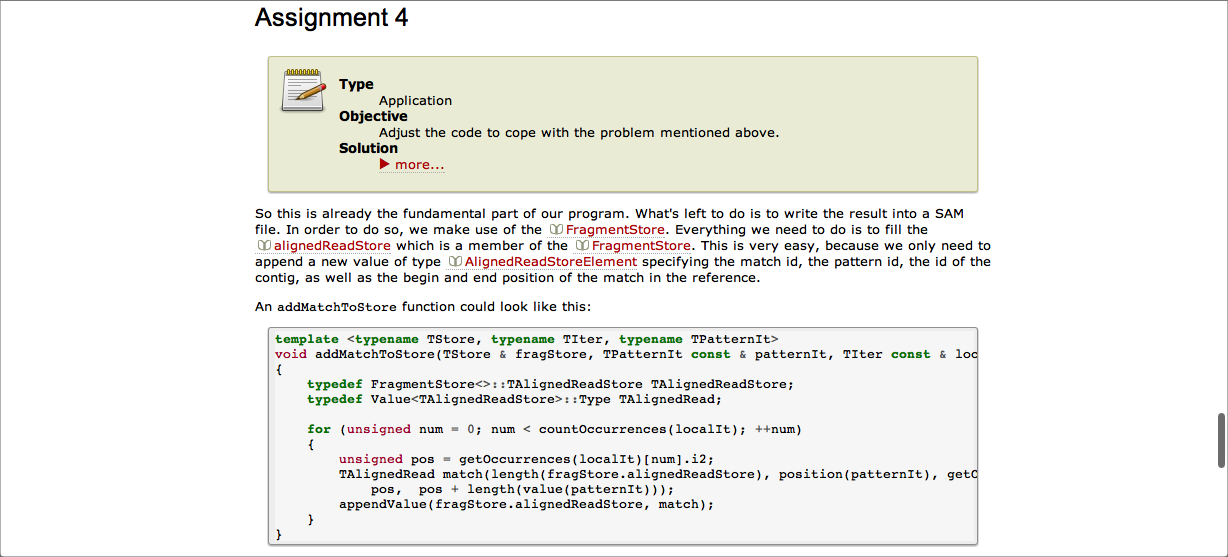 Assignment 4
Type
Application
Objective
Adjust the code to cope with the problem mentioned above.
Solution
more...
So this is already the fundamental part of our program. What's left to do is to write the result into a SAM
file. In order to do so, we make use of the FragmentStore. Everything we need to do is to fill the
alignedReadStore which is a member of the FragmentStore. This is very easy, because we only need to
append a new value of type AlignedReadStoreElement specifying the match id, the pattern id, the id of the
contig, as well as the begin and end position of the match in the reference.
An addMatchToStore function could look like this:
template <typename TStore, typename TIter, typename TPatternIt>
void addMatchToStore(TStore & fragStore, TPatternIt const & patternIt, TIter const & loc
{
    typedef FragmentStore<>::TAlignedReadStore TAlignedReadStore;
    typedef Value<TAlignedReadStore>::Type TAlignedRead;
    for (unsigned num = 0; num < countOccurrences(localIt); ++num)
    {
        unsigned pos = getOccurrences(localIt)[num].i2;
        TAlignedRead match(length(fragStore.alignedReadStore), position(patternIt), getO
            pos,  pos + length(value(patternIt)));
        appendValue(fragStore.alignedReadStore, match);
    }
}